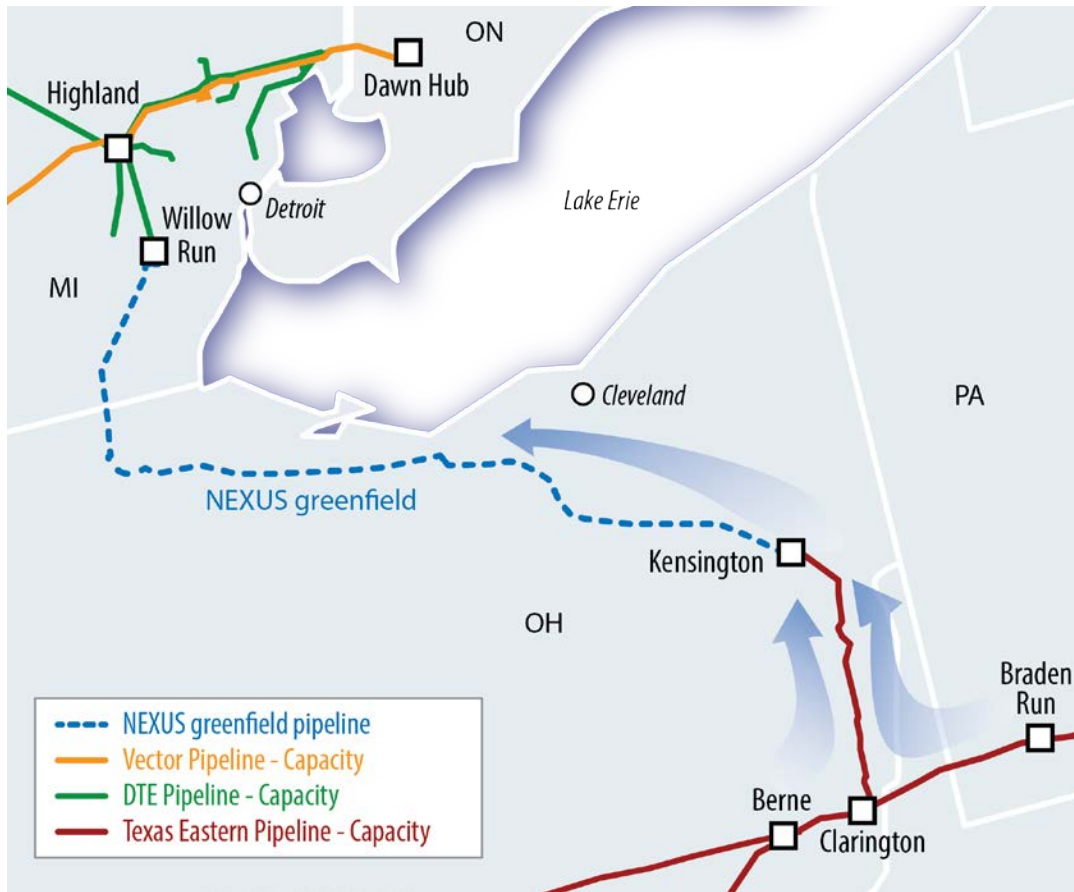 ON
Dawn Hub
Highland
Detroit
Lake Erie
Willow
Run
MI
Cleveland
PA
NEXUS greenfield
Kensington
OH
Braden
Run
NEXUS greenfield pipeline
Vector Pipeline - Capacity
DTE Pipeline - Capacity
Texas Eastern Pipeline - Capacity
Berne
Clarington